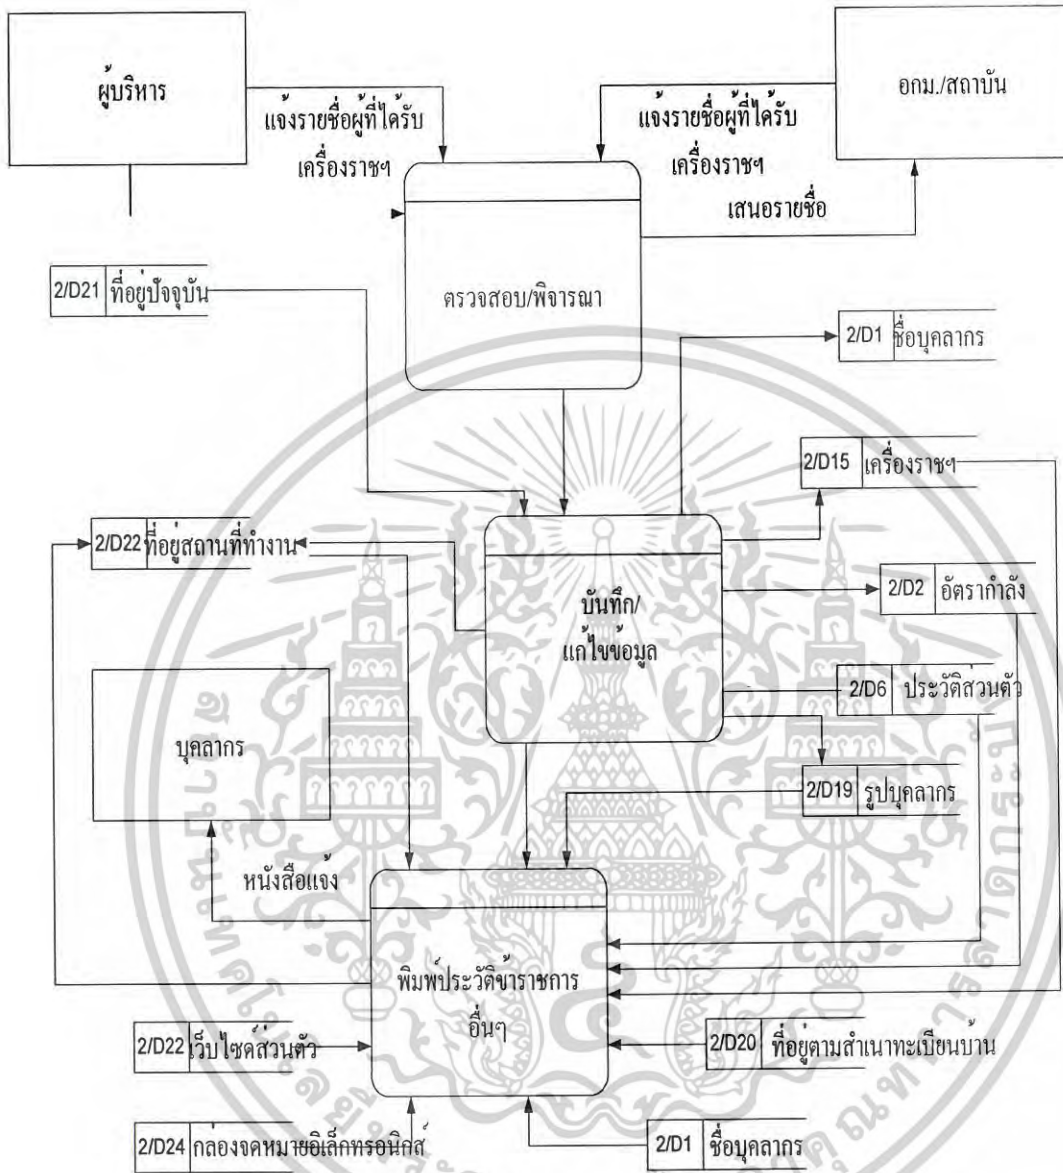 ผู้บริหาร
อกม./สถาบัน
แจ้งรายชื่อผู้ที่ได้รับ
เครื่องราชฯ
แจ้งรายชื่อผู้ที่ได้รับ
เครื่องราชฯ
เสนอรายชื่อ
2/D21 ที่อยู่ปัจจุบัน
ตรวจสอบ/พิจารณา
2/D1 ชื่อบุคลากร
2/D15 เครื่องราชฯ
2/D22 ที่อยู่สถานที่ทำงาน
บันทึก/
แก้ไขข้อมูล
2/D2 อัตรากำลัง
2/D6 ประวัติส่วนตัว
บุคลากร
2/D19 รูปบุคลากร
หนังสือแจ้ง
พิมพ์ประวัติข้าราชการ
อื่นๆ
2/D22 เว็บไซด์ส่วนตัว
2/D20 ที่อยู่ตามสำเนาทะเบียนบ้าน
2/D24 กล่องจดหมายอิเล็กทรอนิกส์
2/D1 ชื่อบุคลากร